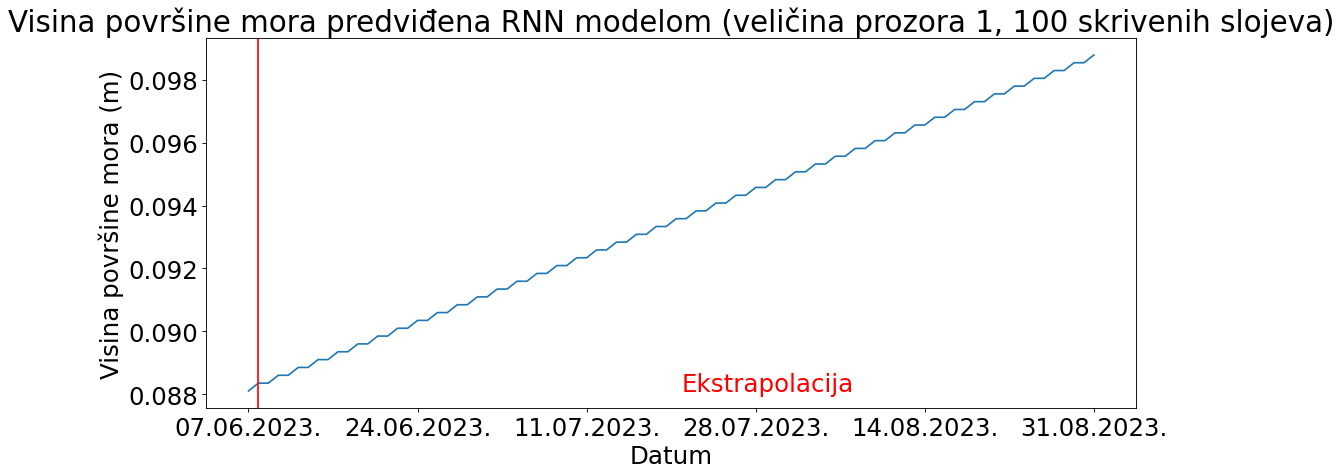 Visina površine mora predviđena RNN modelom (veličina prozora 1, 100 skrivenih slojeva)
Visina površine mora (m)
0.098
0.096
0.094
0.092
0.090
0.088
Ekstrapolacija
07.06.2023. 24.06.2023. 11.07.2023. 28.07.2023. 14.08.2023. 31.08.2023.
Datum